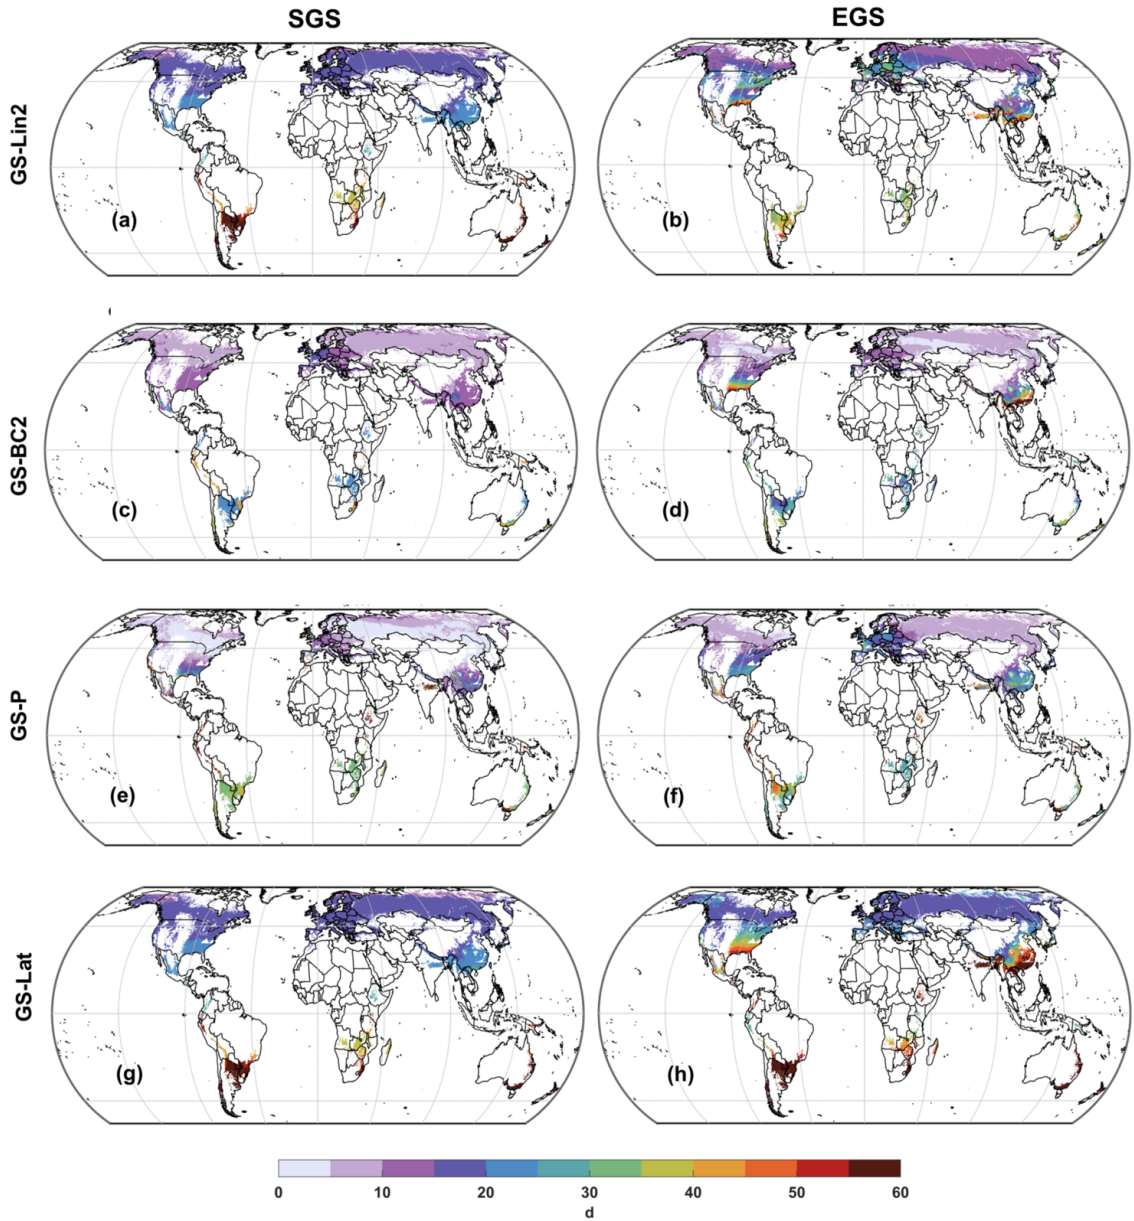 SGS EGS
GS-Lin2
(a) (b)
GS-BC2
(c) (d)
GS-P
(e) (f)
GS-Lat
(g) (h)
0 10 20 30 40 50 60
d